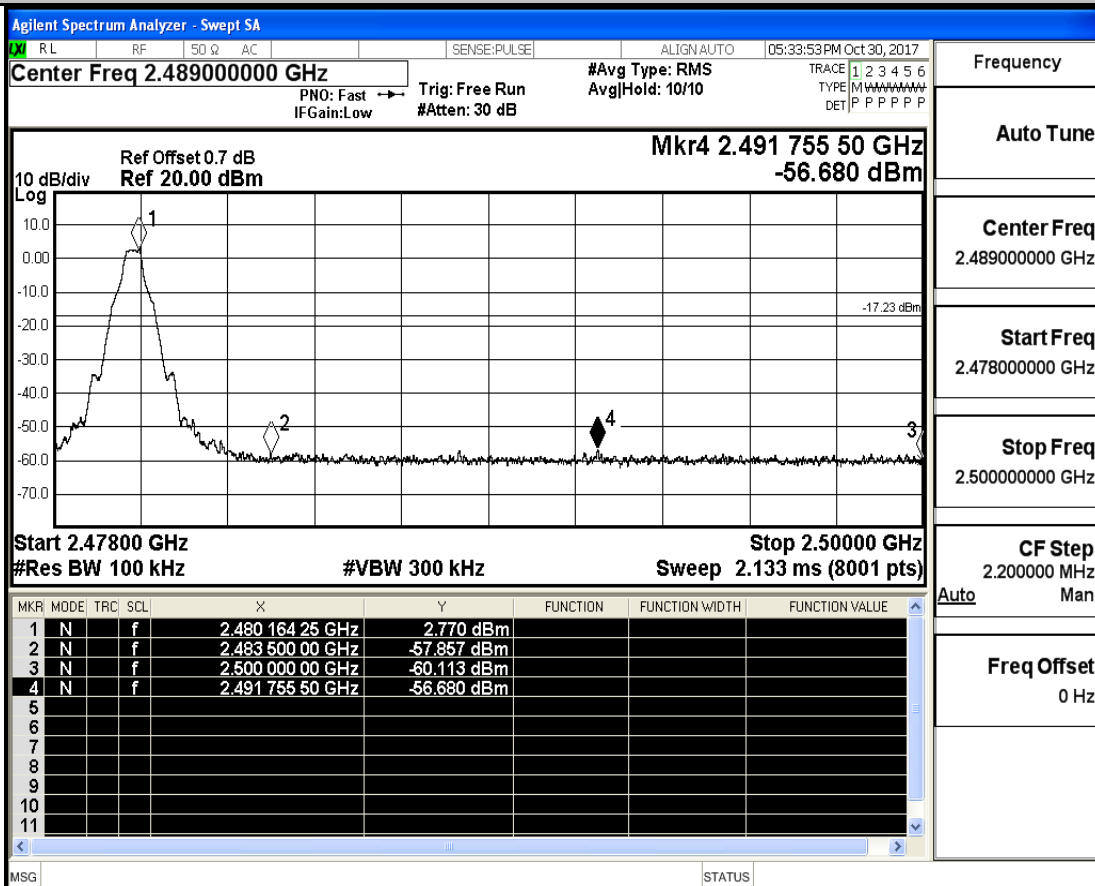 Agilent Spectrum Analyzer - Swept SA
LXI RL RF 50 Ω AC SENSE:PULSE ALIGN AUTO 05:33:53 PM Oct 30, 2017
Center Freq 2.489000000 GHz
PNO: Fast
IFGain:Low
Trig: Free Run
#Atten: 30 dB
#Avg Type: RMS
Avg|Hold: 10/10
TRACE 1 2 3 4 5 6
TYPE M W W W W W
DET P P P P P P
Ref Offset 0.7 dB
10 dB/div Ref 20.00 dBm
Log
Mkr4 2.491 755 50 GHz
-56.680 dBm
10.0
0.00
-10.0
-20.0
-30.0
-40.0
-50.0
-60.0
-70.0
1
2
3
4
-17.23 dBm
Start 2.47800 GHz Stop 2.50000 GHz
#Res BW 100 kHz #VBW 300 kHz Sweep 2.133 ms (8001 pts)
MKR MODE TRC SCL X Y FUNCTION FUNCTION WIDTH FUNCTION VALUE
1 N f 2.480 164 25 GHz 2.770 dBm
2 N f 2.483 500 00 GHz -57.857 dBm
3 N f 2.500 000 00 GHz -60.113 dBm
4 N f 2.491 755 50 GHz -56.680 dBm
5
6
7
8
9
10
11
MSG STATUS
Frequency
Auto Tune
Center Freq
2.489000000 GHz
Start Freq
2.478000000 GHz
Stop Freq
2.500000000 GHz
CF Step
2.200000 MHz
Auto Man
Freq Offset
0 Hz